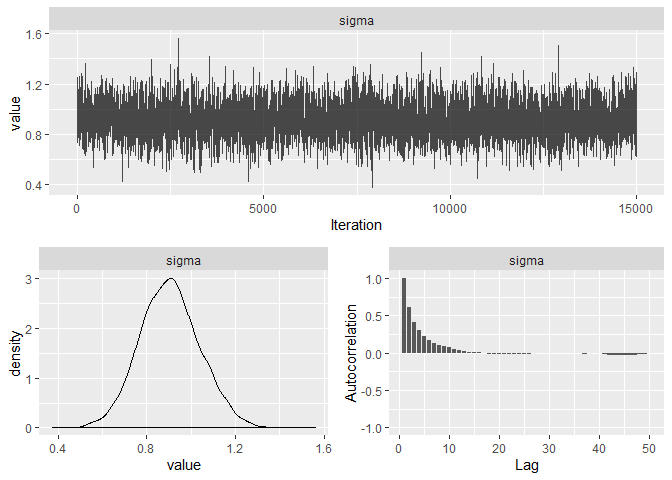 sigma
value
1.6
1.2
0.8
0.4
0 5000 10000 15000
Iteration
sigma
density
3
2
1
0
0.4 0.8 1.2 1.6
value
sigma
Autocorrelation
1.0
0.5
0.0
-0.5
-1.0
0 10 20 30 40 50
Lag